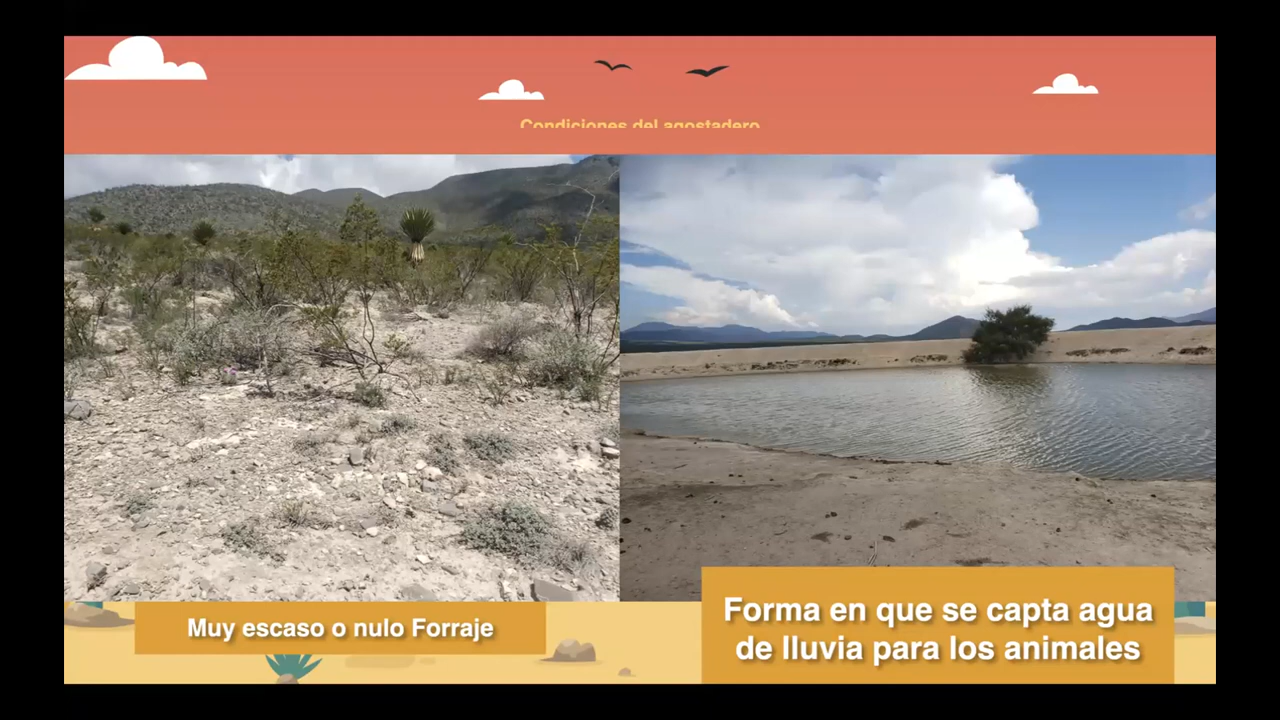 Condiciones del agostadero
Muy escaso o nulo Forraje
Forma en que se capta agua
de lluvia para los animales